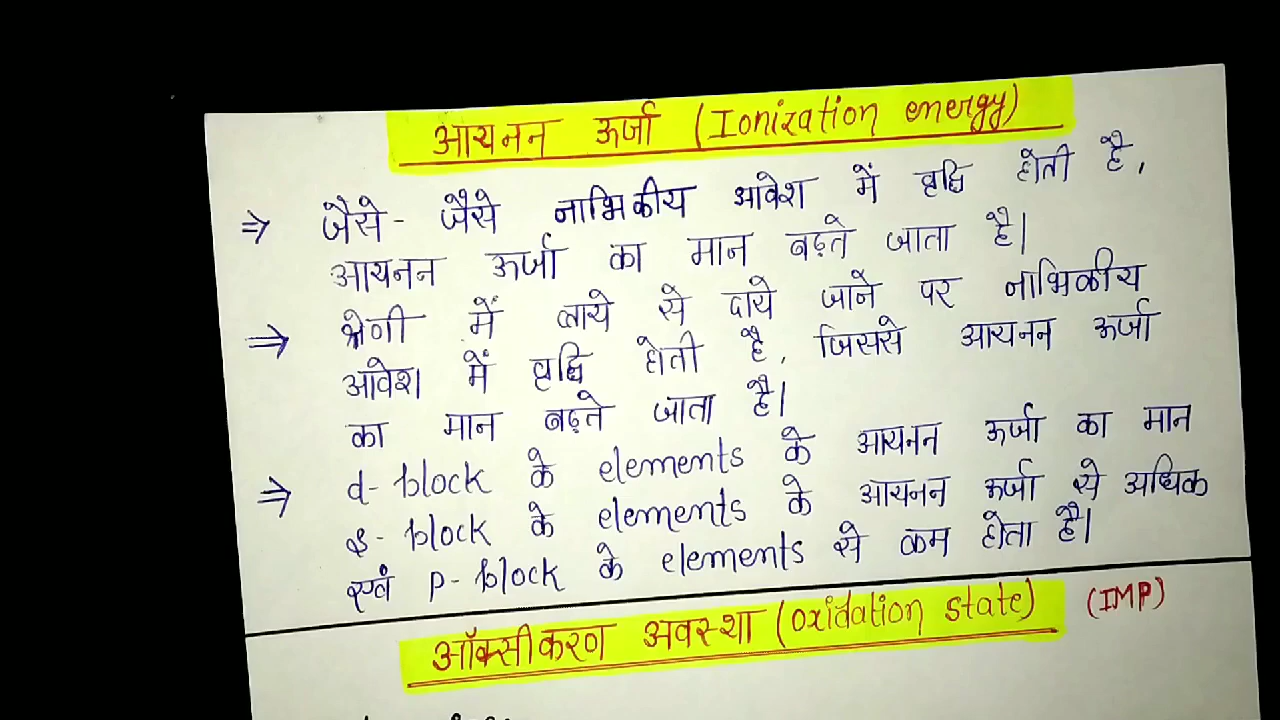 आयनन ऊर्जा (Ionization energy)
⇒ जैसे- जैसे नाभिकीय आवेश में वृद्धि होती है,
आयनन ऊर्जा का मान बढ़ते जाता है।
⇒ श्रेणी में बाये से दाये जाने पर नाभिकीय
आवेश में वृद्धि होती है, जिससे आयनन ऊर्जा
का मान बढ़ते जाता है।
⇒ d-block के elements के आयनन ऊर्जा का मान
s-block के elements के आयनन ऊर्जा से अधिक
एवं p-block के elements से कम होता है।
ऑक्सीकरण अवस्था (Oxidation state) (IMP)